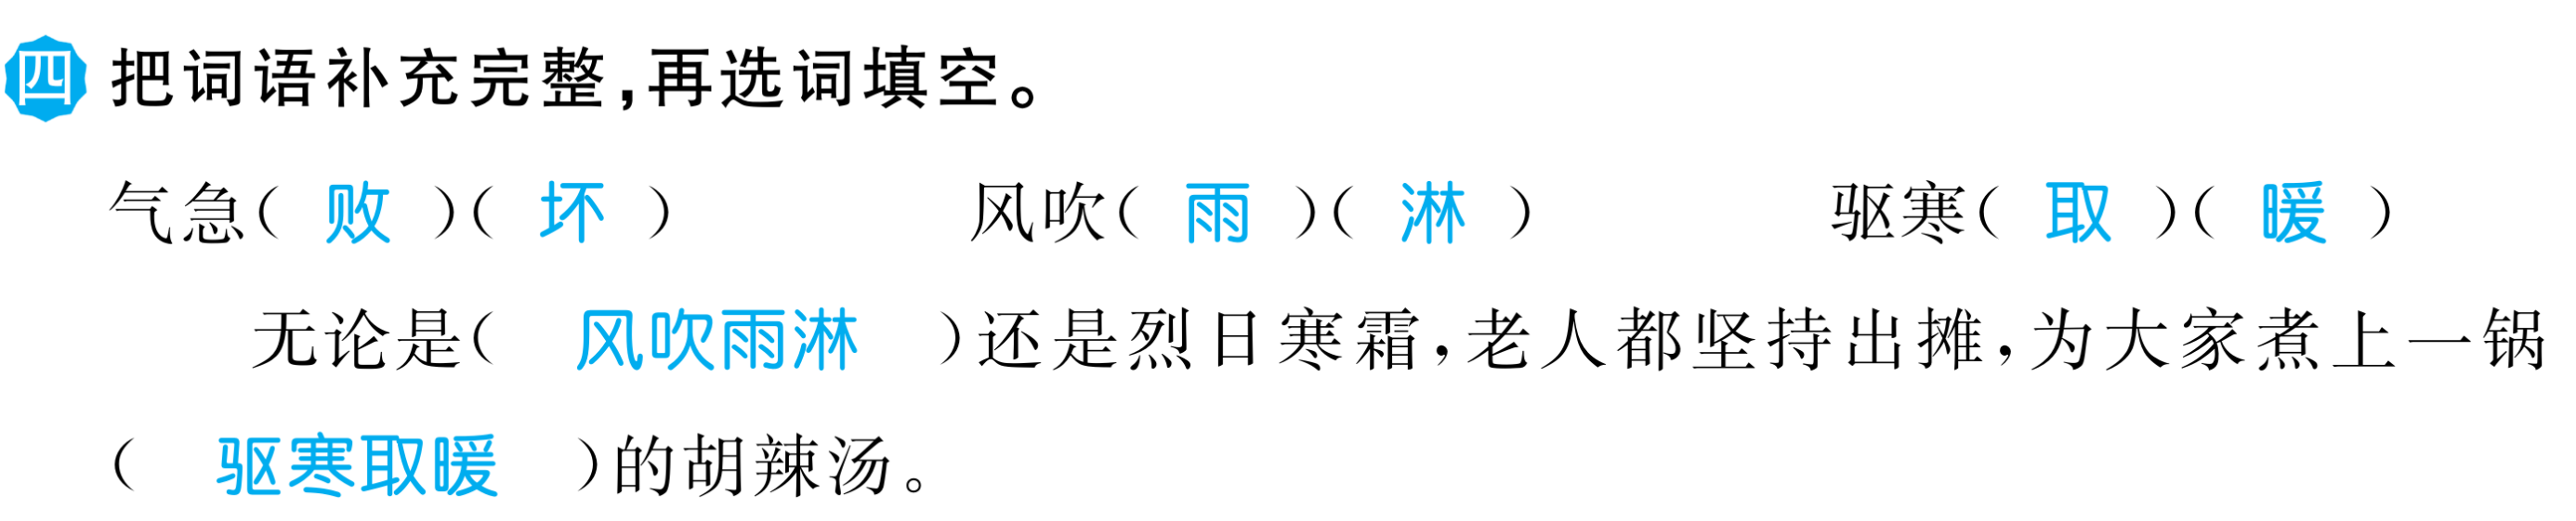 四 把词语补充完整,再选词填空。
气急( 败 )( 坏 ) 风吹( 雨 )( 淋 ) 驱寒( 取 )( 暖 )
无论是( 风吹雨淋 )还是烈日寒霜,老人都坚持出摊,为大家煮上一锅
( 驱寒取暖 )的胡辣汤。